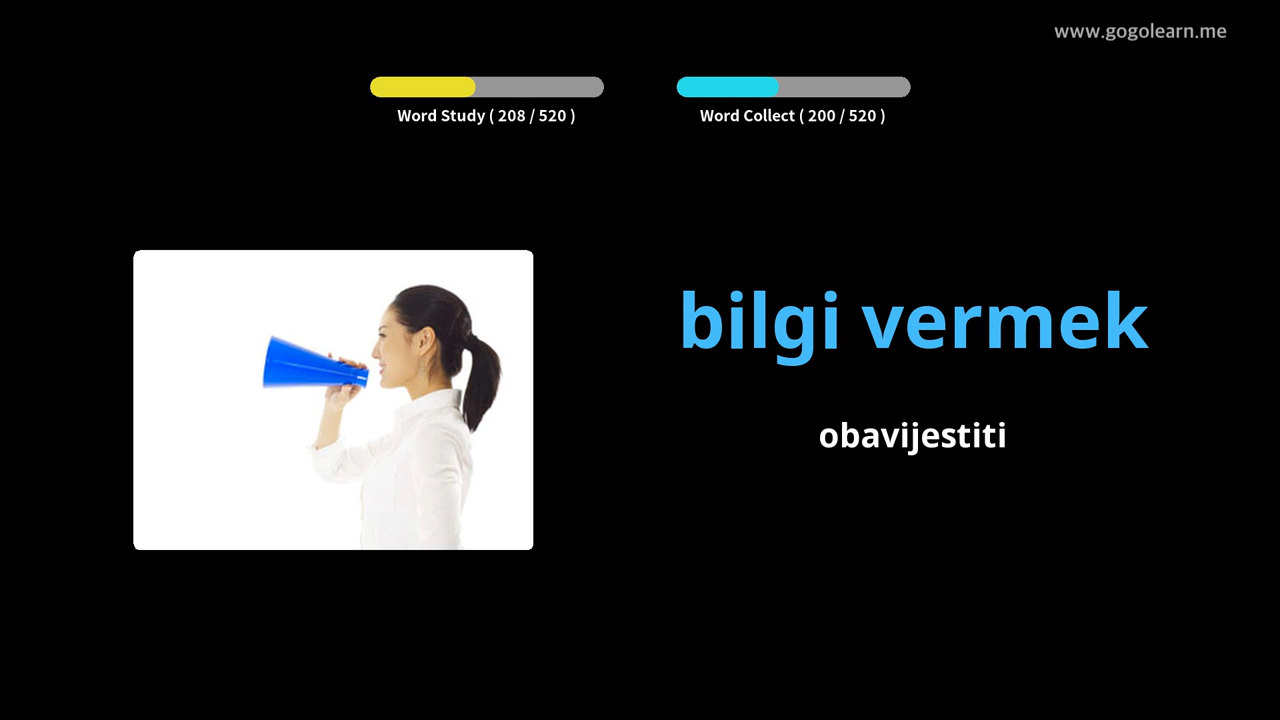 www.gogolearn.me
Word Study ( 208 / 520 )
Word Collect ( 200 / 520 )
bilgi vermek
obavijestiti